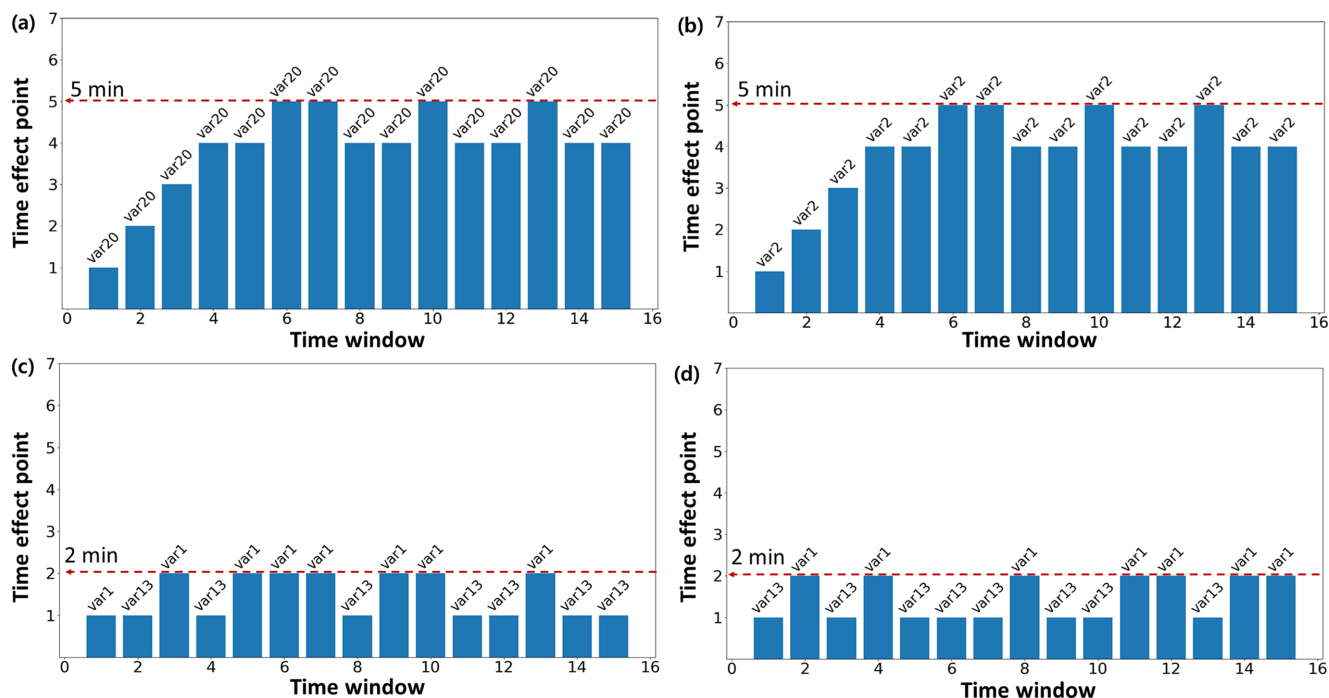 (a)
7
6
5
4
3
2
1
Time effect point
5 min
var20 var20 var20 var20 var20 var20 var20 var20 var20 var20 var20 var20 var20 var20 var20
0 2 4 6 8 10 12 14 16
Time window
(b)
7
6
5
4
3
2
1
Time effect point
5 min
var2 var2 var2 var2 var2 var2 var2 var2 var2 var2 var2 var2 var2 var2 var2
0 2 4 6 8 10 12 14 16
Time window
(c)
7
6
5
4
3
2
1
Time effect point
2 min
var1 var13 var1 var13 var1 var1 var1 var13 var1 var1 var13 var13 var1 var13 var13
0 2 4 6 8 10 12 14 16
Time window
(d)
7
6
5
4
3
2
1
Time effect point
2 min
var13 var1 var13 var1 var13 var13 var13 var1 var13 var13 var1 var1 var13 var1 var1
0 2 4 6 8 10 12 14 16
Time window